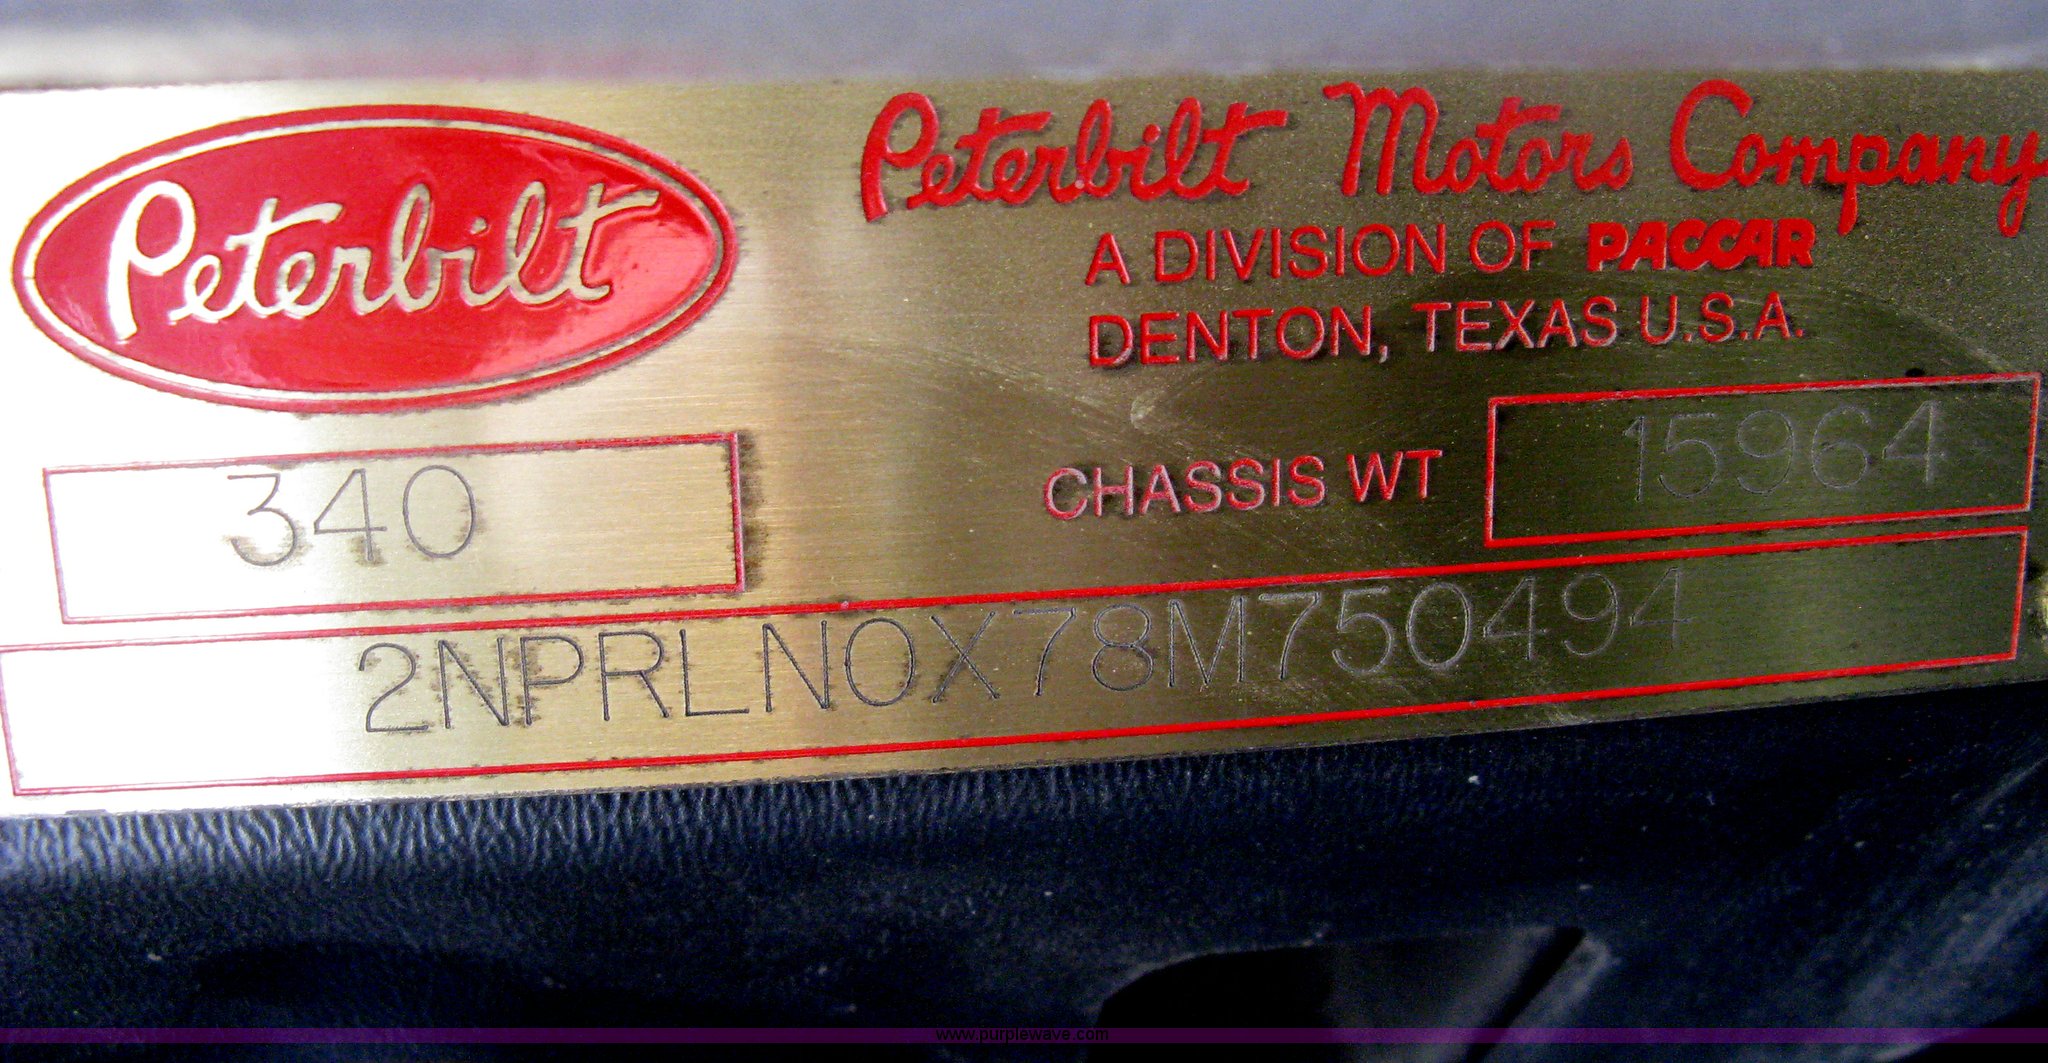 Peterbilt
Peterbilt Motors Company
A DIVISION OF PACCAR
DENTON, TEXAS U.S.A.
340
CHASSIS WT 15964
2NPRLN0X78M750494
www.purplewave.com